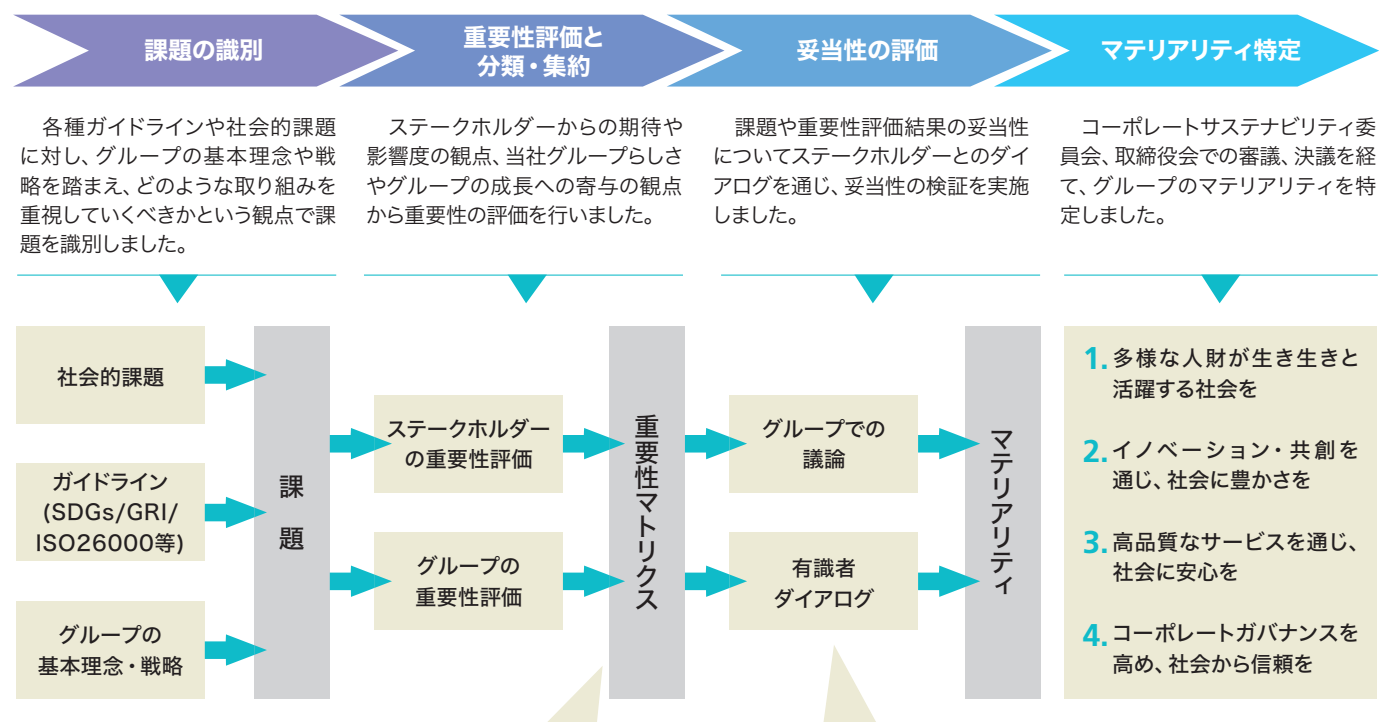 課題の識別
重要性評価と
分類・集約
妥当性の評価
マテリアリティ特定
各種ガイドラインや社会的課題
に対し、グループの基本理念や戦
略を踏まえ、どのような取り組みを
重視していくべきかという観点で課
題を識別しました。
ステークホルダーからの期待や
影響度の観点、当社グループらしさ
やグループの成長への寄与の観点
から重要性の評価を行いました。
課題や重要性評価結果の妥当性
についてステークホルダーとのダイ
アログを通じ、妥当性の検証を実施
しました。
コーポレートサステナビリティ委
員会、取締役会での審議、決議を経
て、グループのマテリアリティを特
定しました。
社会的課題
ガイドライン
(SDGs/GRI/
ISO26000等)
グループの
基本理念・戦略
課題
ステークホルダー
の重要性評価
グループの
重要性評価
重要性マトリクス
グループでの
議論
有識者
ダイアログ
マテリアリティ
1. 多様な人財が生き生きと
活躍する社会を
2. イノベーション・共創を
通じ、社会に豊かさを
3. 高品質なサービスを通じ、
社会に安心を
4. コーポレートガバナンスを
高め、社会から信頼を